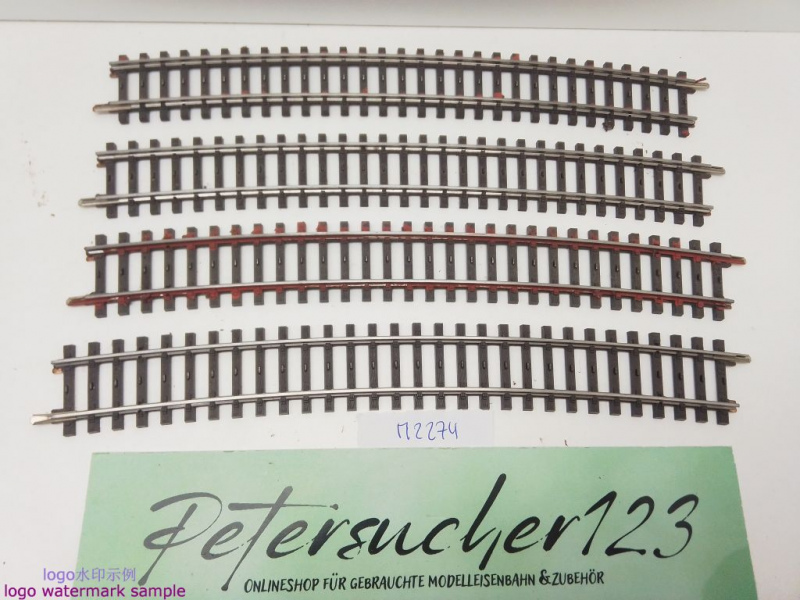 M2274
Petersucher123
ONLINESHOP FÜR GEBRAUCHTE MODELLEISENBAHN & ZUBEHÖR
logo水印示例
logo watermark sample